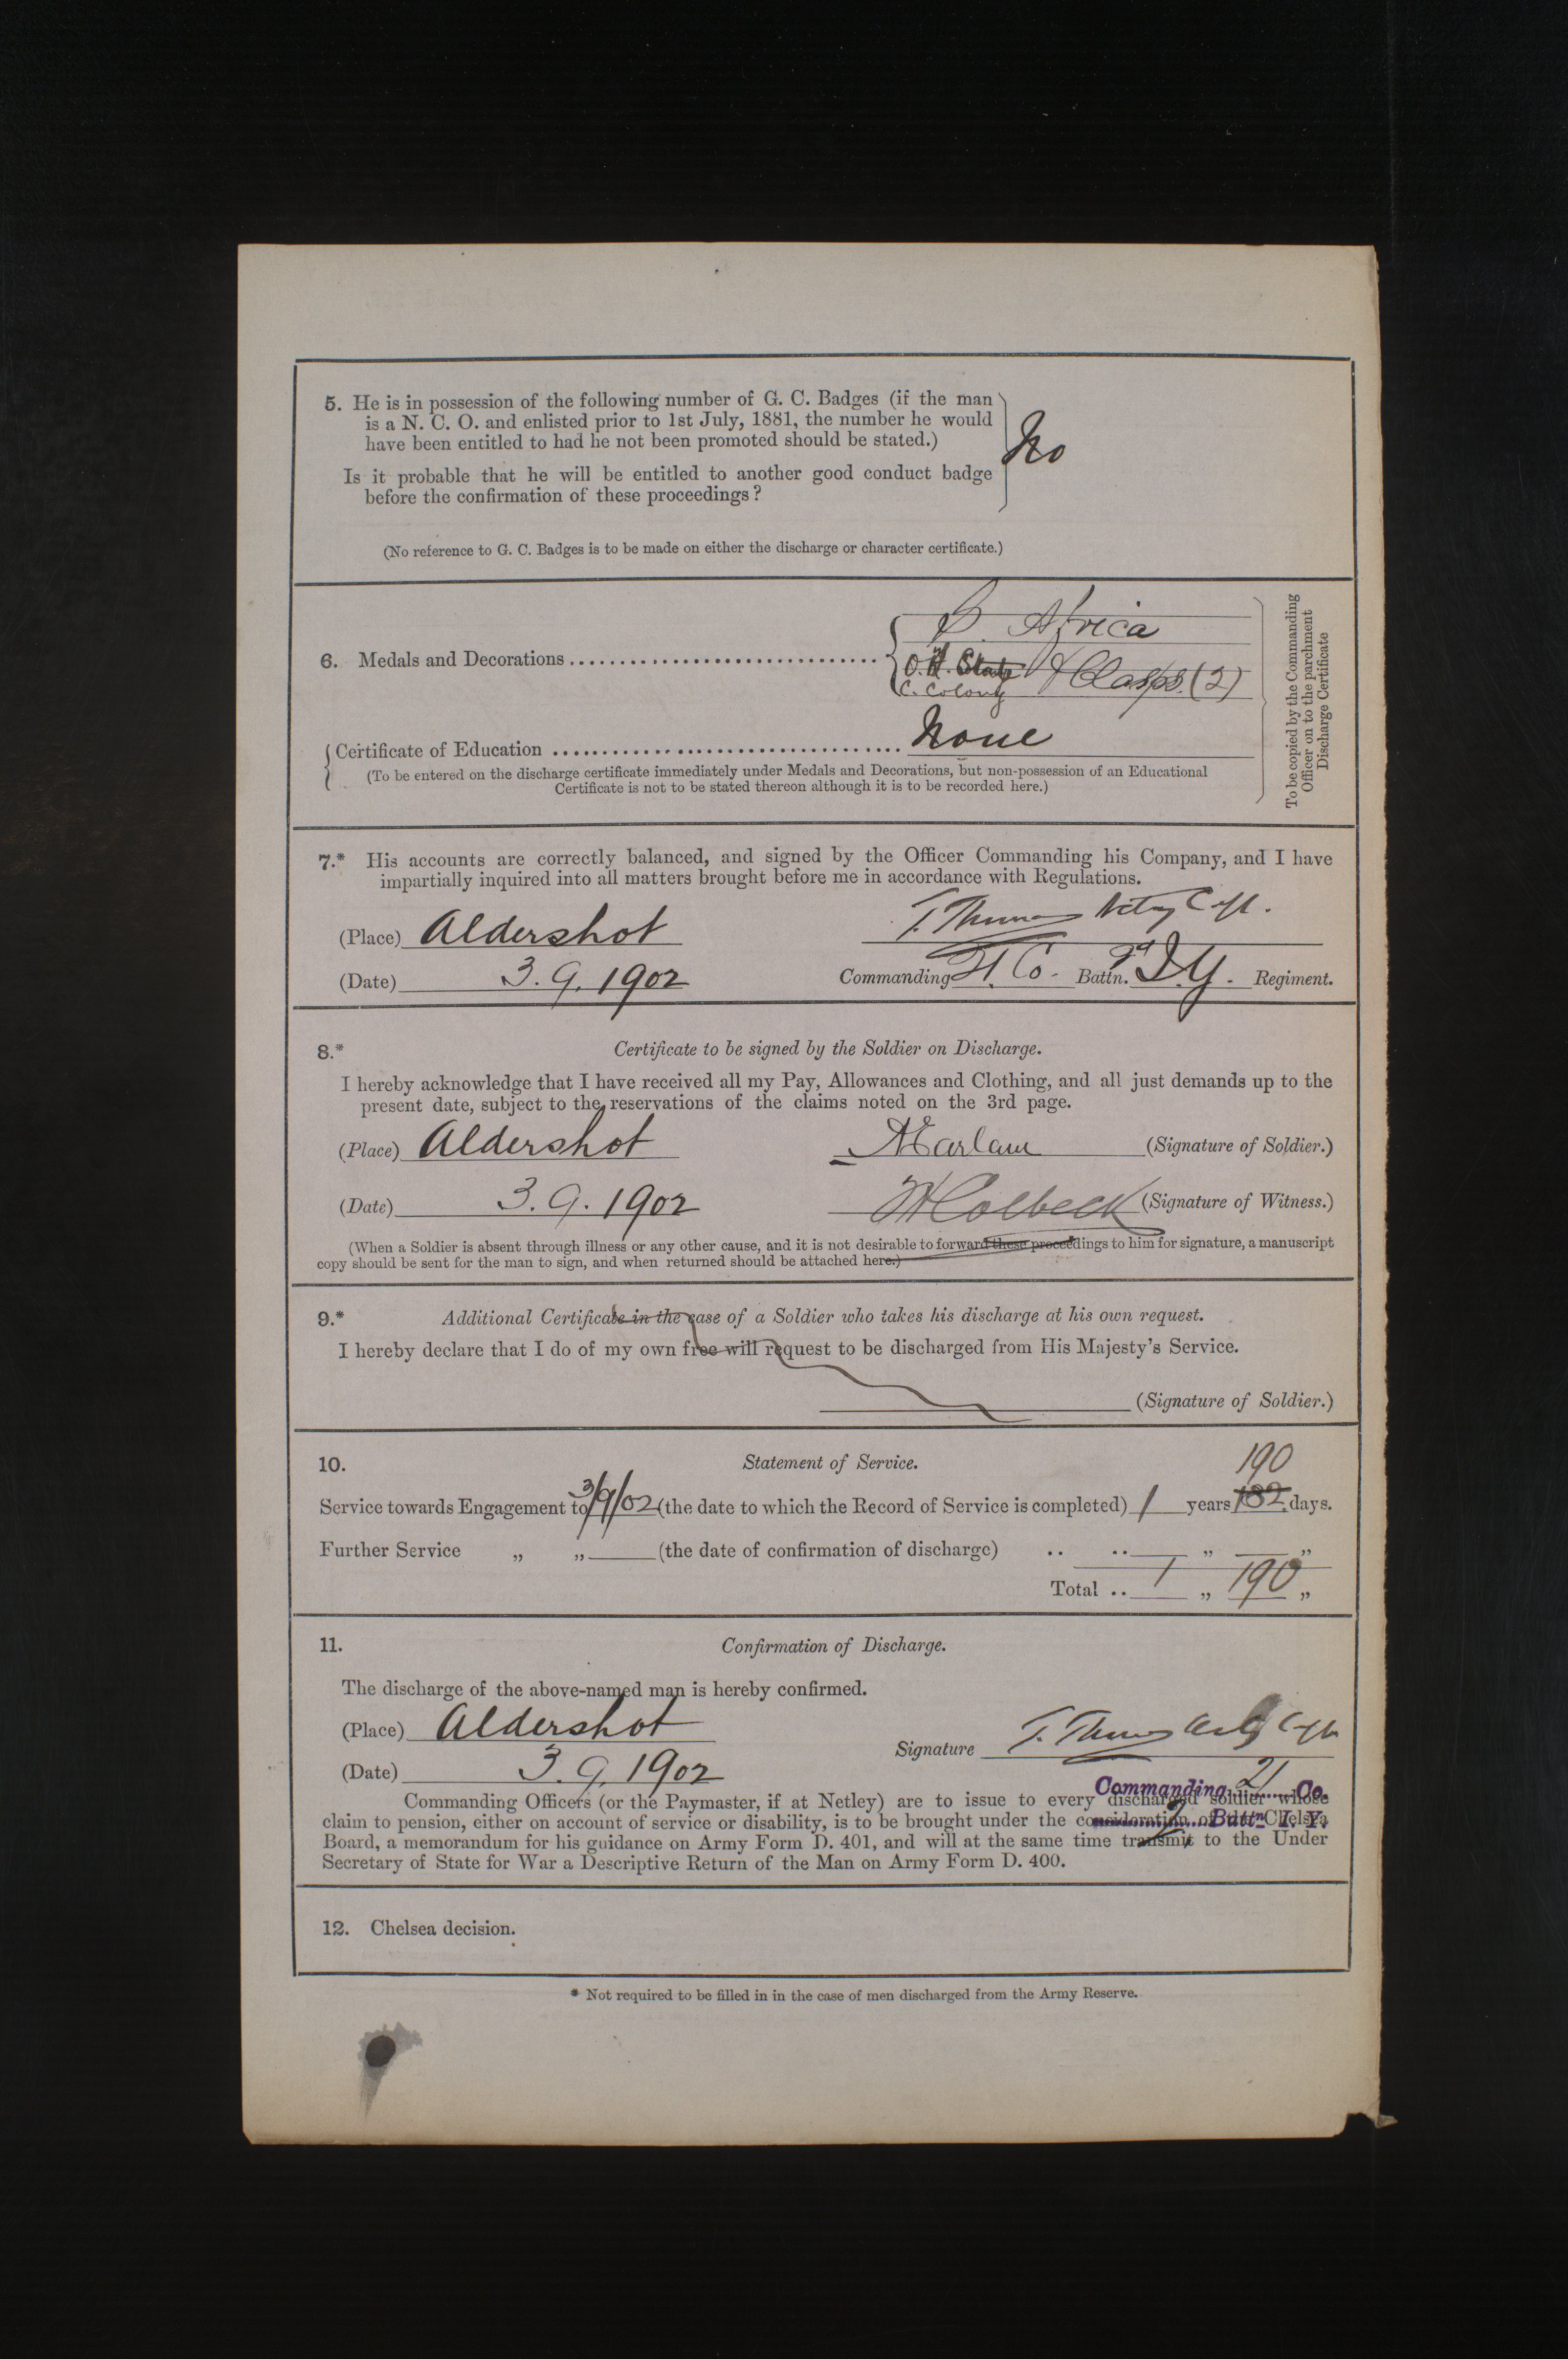 5. He is in possession of the following number of G. C. Badges (if the man
is a N. C. O. and enlisted prior to 1st July, 1881, the number he would
have been entitled to had he not been promoted should be stated.)
No
Is it probable that he will be entitled to another good conduct badge
before the confirmation of these proceedings?
(No reference to G. C. Badges is to be made on either the discharge or character certificate.)
S. Africa
6. Medals and Decorations
O. State & Clasps (2)
C. Colony
Certificate of Education None
(To be entered on the discharge certificate immediately under Medals and Decorations, but non-possession of an Educational
Certificate is not to be stated thereon although it is to be recorded here.)
To be copied by the Commanding
Officer on to the parchment
Discharge Certificate
7.* His accounts are correctly balanced, and signed by the Officer Commanding his Company, and I have
impartially inquired into all matters brought before me in accordance with Regulations.
(Place) Aldershot T. Capt.
(Date) 3.9.1902 Commanding 21 Co. Battn. I.Y. Regiment.
8.* Certificate to be signed by the Soldier on Discharge.
I hereby acknowledge that I have received all my Pay, Allowances and Clothing, and all just demands up to the
present date, subject to the reservations of the claims noted on the 3rd page.
(Place) Aldershot (Signature of Soldier.)
(Date) 3.9.1902 Holbeck (Signature of Witness.)
(When a Soldier is absent through illness or any other cause, and it is not desirable to forward these proceedings to him for signature, a manuscript
copy should be sent for the man to sign, and when returned should be attached here.)
9.* Additional Certificate in the case of a Soldier who takes his discharge at his own request.
I hereby declare that I do of my own free will request to be discharged from His Majesty's Service.
(Signature of Soldier.)
10. Statement of Service.
190
Service towards Engagement to 3/9/02 (the date to which the Record of Service is completed) 1 years 182 days.
Further Service „ „ (the date of confirmation of discharge) .. .. „ „
Total .. 1 „ 190 „
11. Confirmation of Discharge.
The discharge of the above-named man is hereby confirmed.
(Place) Aldershot
Signature T. Capt
(Date) 3.9.1902
Commanding 21 Co.
Commanding Officers (or the Paymaster, if at Netley) are to issue to every discharged soldier whose
claim to pension, either on account of service or disability, is to be brought under the consideration of the Chelsea
7 Battn I. Y.
Board, a memorandum for his guidance on Army Form D. 401, and will at the same time transmit to the Under
Secretary of State for War a Descriptive Return of the Man on Army Form D. 400.
12. Chelsea decision.
* Not required to be filled in in the case of men discharged from the Army Reserve.